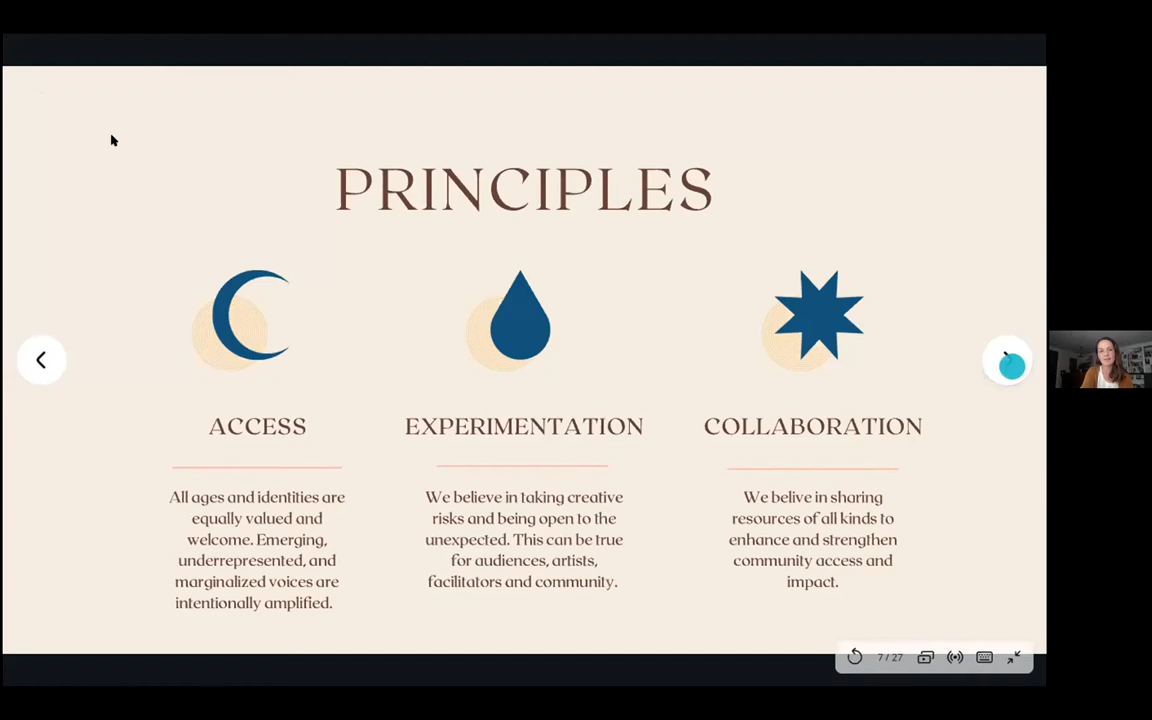 PRINCIPLES
ACCESS
All ages and identities are
equally valued and
welcome. Emerging,
underrepresented, and
marginalized voices are
intentionally amplified.
EXPERIMENTATION
We believe in taking creative
risks and being open to the
unexpected. This can be true
for audiences, artists,
facilitators and community.
COLLABORATION
We belive in sharing
resources of all kinds to
enhance and strengthen
community access and
impact.
7 / 27